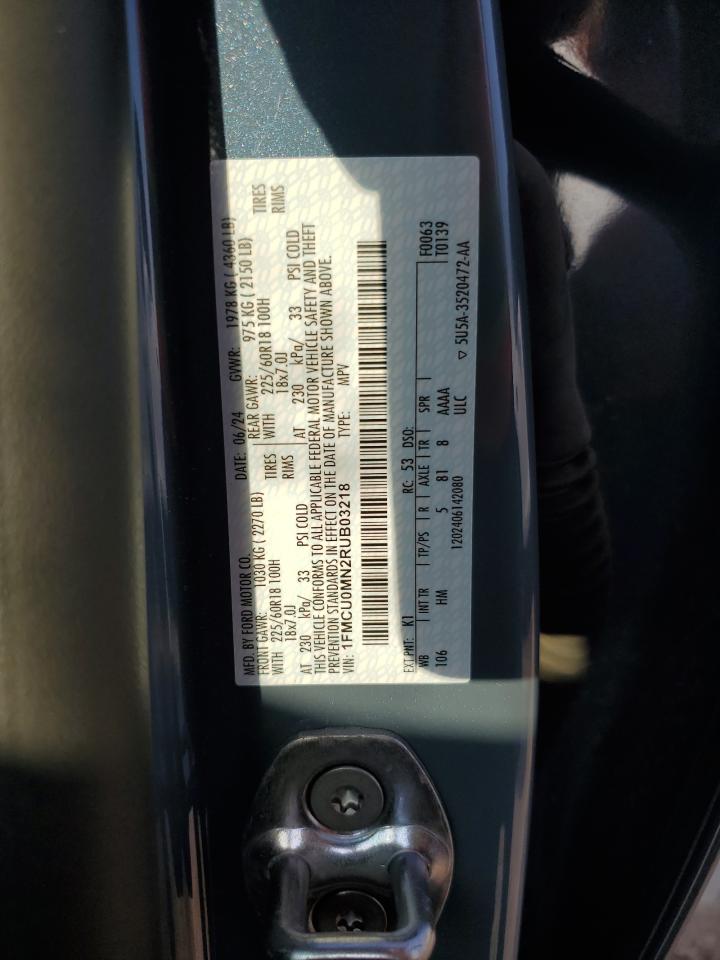 MFD. BY FORD MOTOR CO.
DATE: 06/24 GVWR: 1978 KG ( 4360 LB)
FRONT GAWR: 1030 KG ( 2270 LB) REAR GAWR: 975 KG ( 2150 LB)
WITH 225/60R18 100H TIRES WITH 225/60R18 100H TIRES
18x7.0J RIMS 18x7.0J RIMS
AT 230 kPa/ 33 PSI COLD AT 230 kPa/ 33 PSI COLD
THIS VEHICLE CONFORMS TO ALL APPLICABLE FEDERAL MOTOR VEHICLE SAFETY AND THEFT
PREVENTION STANDARDS IN EFFECT ON THE DATE OF MANUFACTURE SHOWN ABOVE.
VIN: 1FMCU0MN2RUB03218 TYPE: MPV
EXT PNT: K1 RC: 53 DSO: F0063
WB INT TR TP/PS R AXLE TR SPR T0139
106 HM 5 81 8 AAAA
1202406142080 ULC ▽ 5U5A-3520472-AA